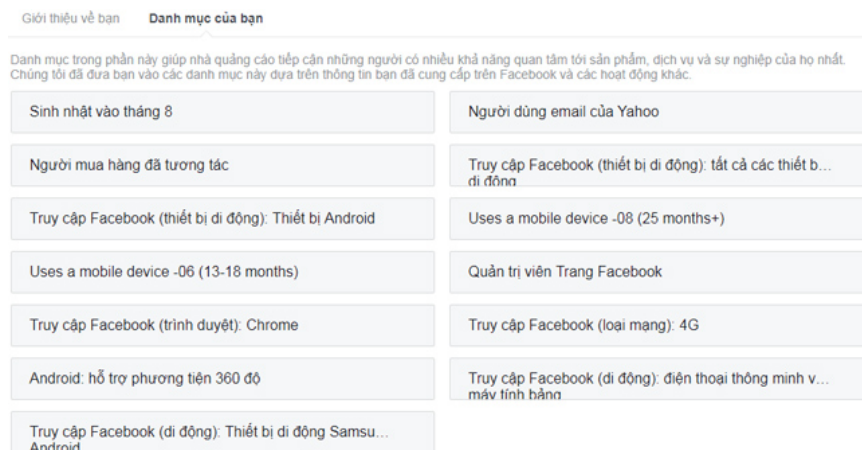 Giới thiệu về bạn Danh mục của bạn
Danh mục trong phần này giúp nhà quảng cáo tiếp cận những người có nhiều khả năng quan tâm tới sản phẩm, dịch vụ và sự nghiệp của họ nhất.
Chúng tôi đã đưa bạn vào các danh mục này dựa trên thông tin bạn đã cung cấp trên Facebook và các hoạt động khác.
Sinh nhật vào tháng 8
Người dùng email của Yahoo
Người mua hàng đã tương tác
Truy cập Facebook (thiết bị di động): tất cả các thiết b...
di động
Truy cập Facebook (thiết bị di động): Thiết bị Android
Uses a mobile device -08 (25 months+)
Uses a mobile device -06 (13-18 months)
Quản trị viên Trang Facebook
Truy cập Facebook (trình duyệt): Chrome
Truy cập Facebook (loại mạng): 4G
Android: hỗ trợ phương tiện 360 độ
Truy cập Facebook (di động): điện thoại thông minh v...
máy tính bảng
Truy cập Facebook (di động): Thiết bị di động Samsu...
Android